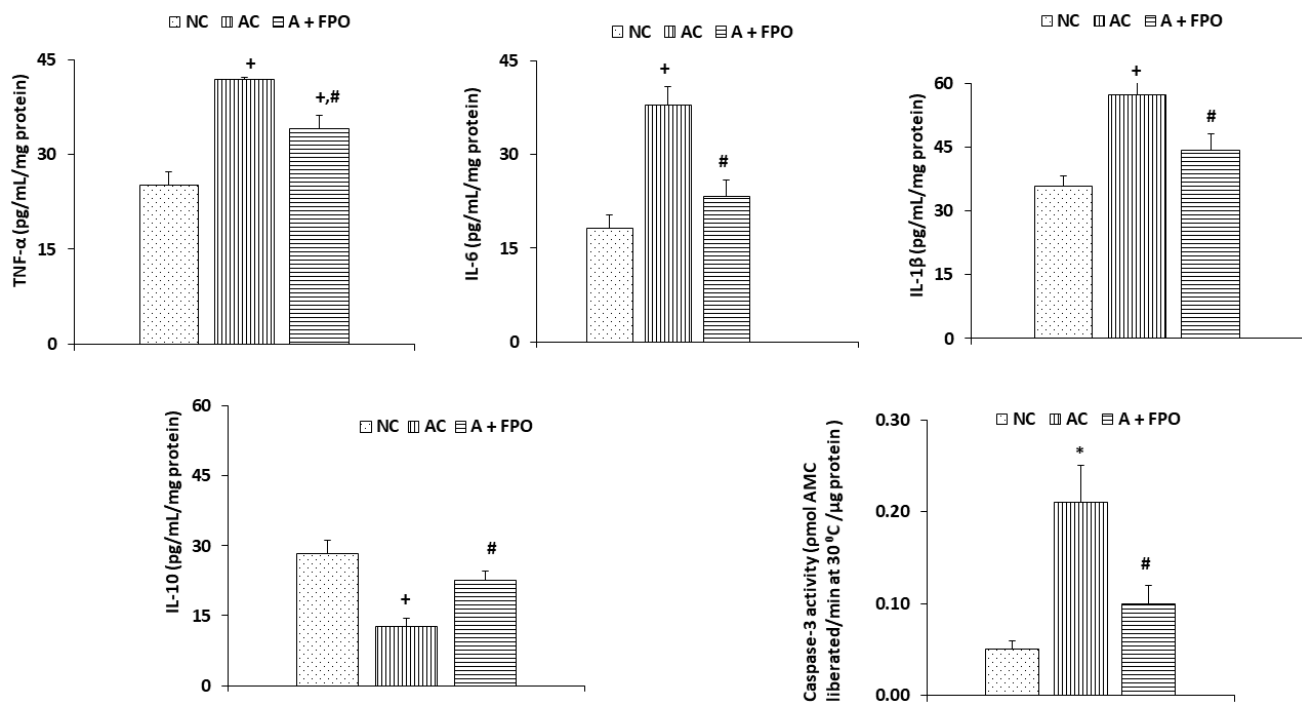 NC AC A + FPO
TNF-α (pg/mL/mg protein)
45
30
15
0
+
+,#
NC AC A + FPO
IL-6 (pg/mL/mg protein)
45
30
15
0
+
#
NC AC A + FPO
IL-1β (pg/mL/mg protein)
60
45
30
15
0
+
#
NC AC A + FPO
IL-10 (pg/mL/mg protein)
60
45
30
15
0
+
#
NC AC A + FPO
Caspase-3 activity (pmol AMC
liberated/min at 30 ⁰C /µg protein )
0.30
0.20
0.10
0.00
*
#